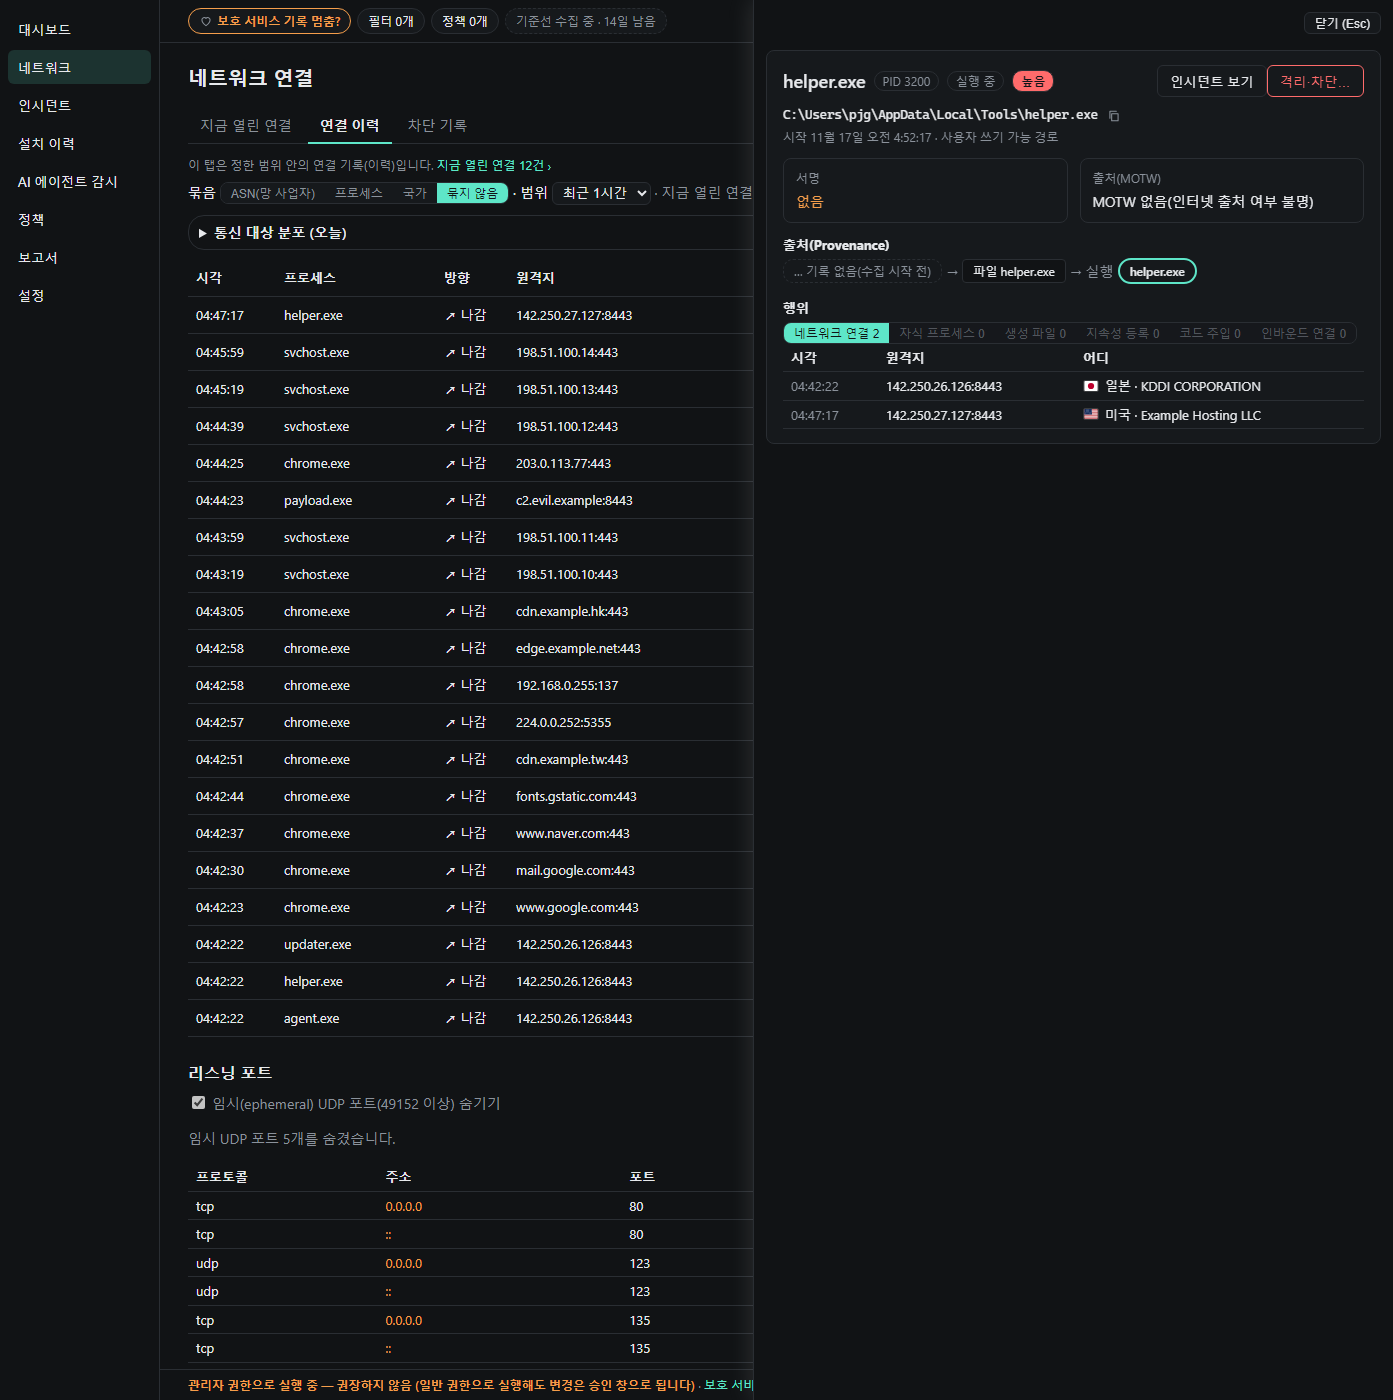 대시보드
네트워크
인시던트
설치 이력
AI 에이전트 감시
정책
보고서
설정
♡ 보호 서비스 기록 멈춤?
필터 0개
정책 0개
기준선 수집 중 · 14일 남음
네트워크 연결
지금 열린 연결 연결 이력 차단 기록
이 탭은 정한 범위 안의 연결 기록(이력)입니다. 지금 열린 연결 12건 ›
묶음 ASN(망 사업자) 프로세스 국가 묶지 않음 · 범위 최근 1시간 · 지금 열린 연결
▶ 통신 대상 분포 (오늘)
시각 프로세스 방향 원격지
04:47:17 helper.exe ↗ 나감 142.250.27.127:8443
04:45:59 svchost.exe ↗ 나감 198.51.100.14:443
04:45:19 svchost.exe ↗ 나감 198.51.100.13:443
04:44:39 svchost.exe ↗ 나감 198.51.100.12:443
04:44:25 chrome.exe ↗ 나감 203.0.113.77:443
04:44:23 payload.exe ↗ 나감 c2.evil.example:8443
04:43:59 svchost.exe ↗ 나감 198.51.100.11:443
04:43:19 svchost.exe ↗ 나감 198.51.100.10:443
04:43:05 chrome.exe ↗ 나감 cdn.example.hk:443
04:42:58 chrome.exe ↗ 나감 edge.example.net:443
04:42:58 chrome.exe ↗ 나감 192.168.0.255:137
04:42:57 chrome.exe ↗ 나감 224.0.0.252:5355
04:42:51 chrome.exe ↗ 나감 cdn.example.tw:443
04:42:44 chrome.exe ↗ 나감 fonts.gstatic.com:443
04:42:37 chrome.exe ↗ 나감 www.naver.com:443
04:42:30 chrome.exe ↗ 나감 mail.google.com:443
04:42:23 chrome.exe ↗ 나감 www.google.com:443
04:42:22 updater.exe ↗ 나감 142.250.26.126:8443
04:42:22 helper.exe ↗ 나감 142.250.26.126:8443
04:42:22 agent.exe ↗ 나감 142.250.26.126:8443
리스닝 포트
임시(ephemeral) UDP 포트(49152 이상) 숨기기
임시 UDP 포트 5개를 숨겼습니다.
프로토콜 주소 포트
tcp 0.0.0.0 80
tcp :: 80
udp 0.0.0.0 123
udp :: 123
tcp 0.0.0.0 135
tcp :: 135
관리자 권한으로 실행 중 — 권장하지 않음 (일반 권한으로 실행해도 변경은 승인 창으로 됩니다) · 보호 서비
닫기 (Esc)
helper.exe PID 3200 실행 중 높음 인시던트 보기 격리·차단...
C:\Users\pjg\AppData\Local\Tools\helper.exe
시작 11월 17일 오전 4:52:17 · 사용자 쓰기 가능 경로
서명
없음
출처(MOTW)
MOTW 없음(인터넷 출처 여부 불명)
출처(Provenance)
... 기록 없음(수집 시작 전) → 파일 helper.exe → 실행 helper.exe
행위
네트워크 연결 2 자식 프로세스 0 생성 파일 0 지속성 등록 0 코드 주입 0 인바운드 연결 0
시각 원격지 어디
04:42:22 142.250.26.126:8443 일본 · KDDI CORPORATION
04:47:17 142.250.27.127:8443 미국 · Example Hosting LLC